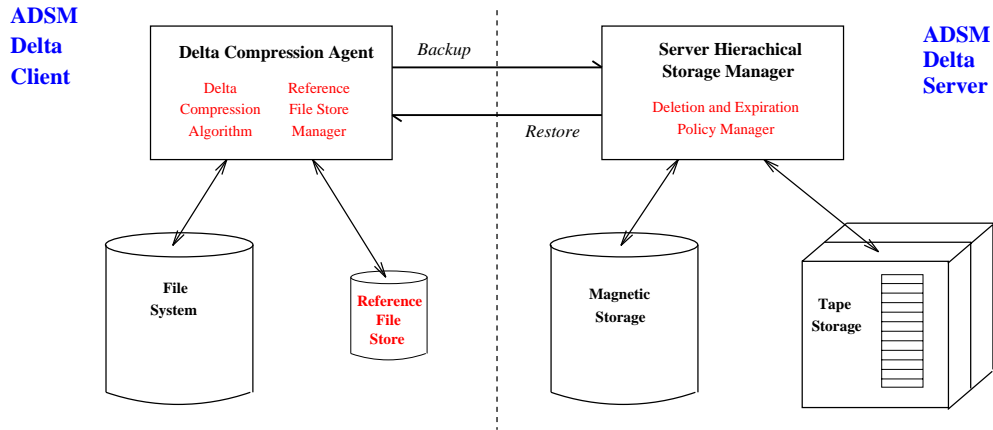 ADSM
Delta
Client
Delta Compression Agent
Delta
Compression
Algorithm
Reference
File Store
Manager
Backup
Restore
Server Hierachical
Storage Manager
Deletion and Expiration
Policy Manager
ADSM
Delta
Server
File
System
Reference
File
Store
Magnetic
Storage
Tape
Storage